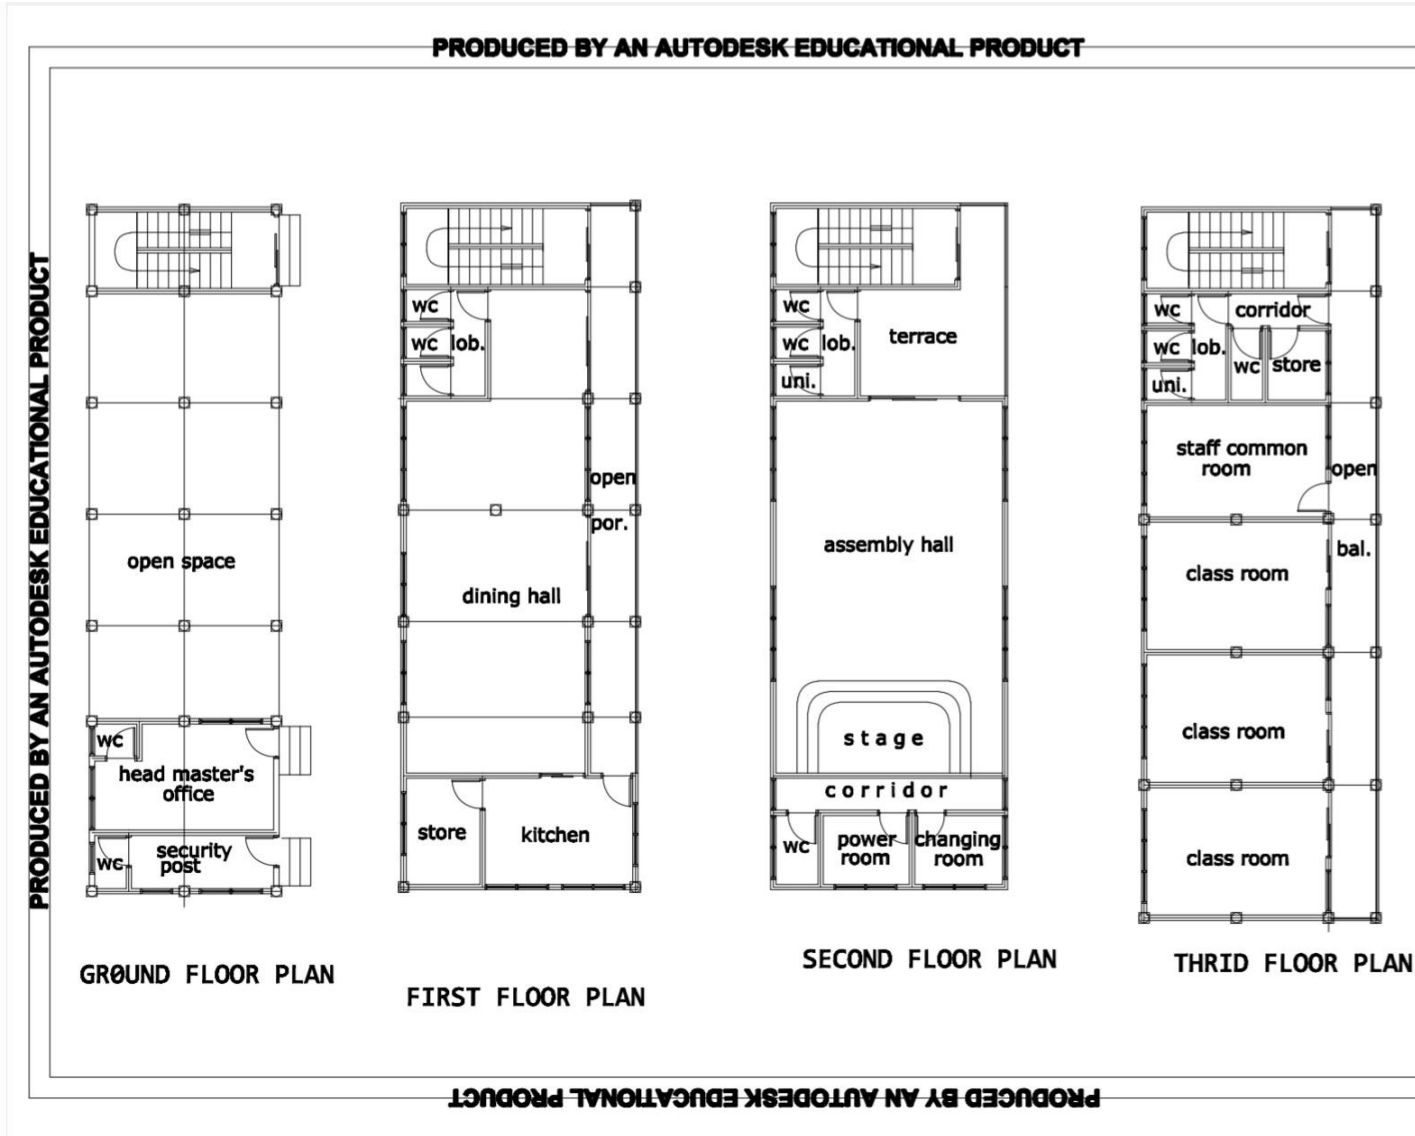 PRODUCED BY AN AUTODESK EDUCATIONAL PRODUCT
PRODUCED BY AN AUTODESK EDUCATIONAL PRODUCT
open space
wc
head master's
office
security
post
wc
GRØUND FLOOR PLAN
wc
wc
lob.
open
por.
dining hall
store
kitchen
FIRST FLOOR PLAN
wc
wc
lob.
uni.
terrace
assembly hall
stage
corridor
wc
power
room
changing
room
SECOND FLOOR PLAN
wc
corridor
wc
lob.
wc
store
uni.
staff common
room
open
bal.
class room
class room
class room
THRID FLOOR PLAN
PRODUCED BY AN AUTODESK EDUCATIONAL PRODUCT